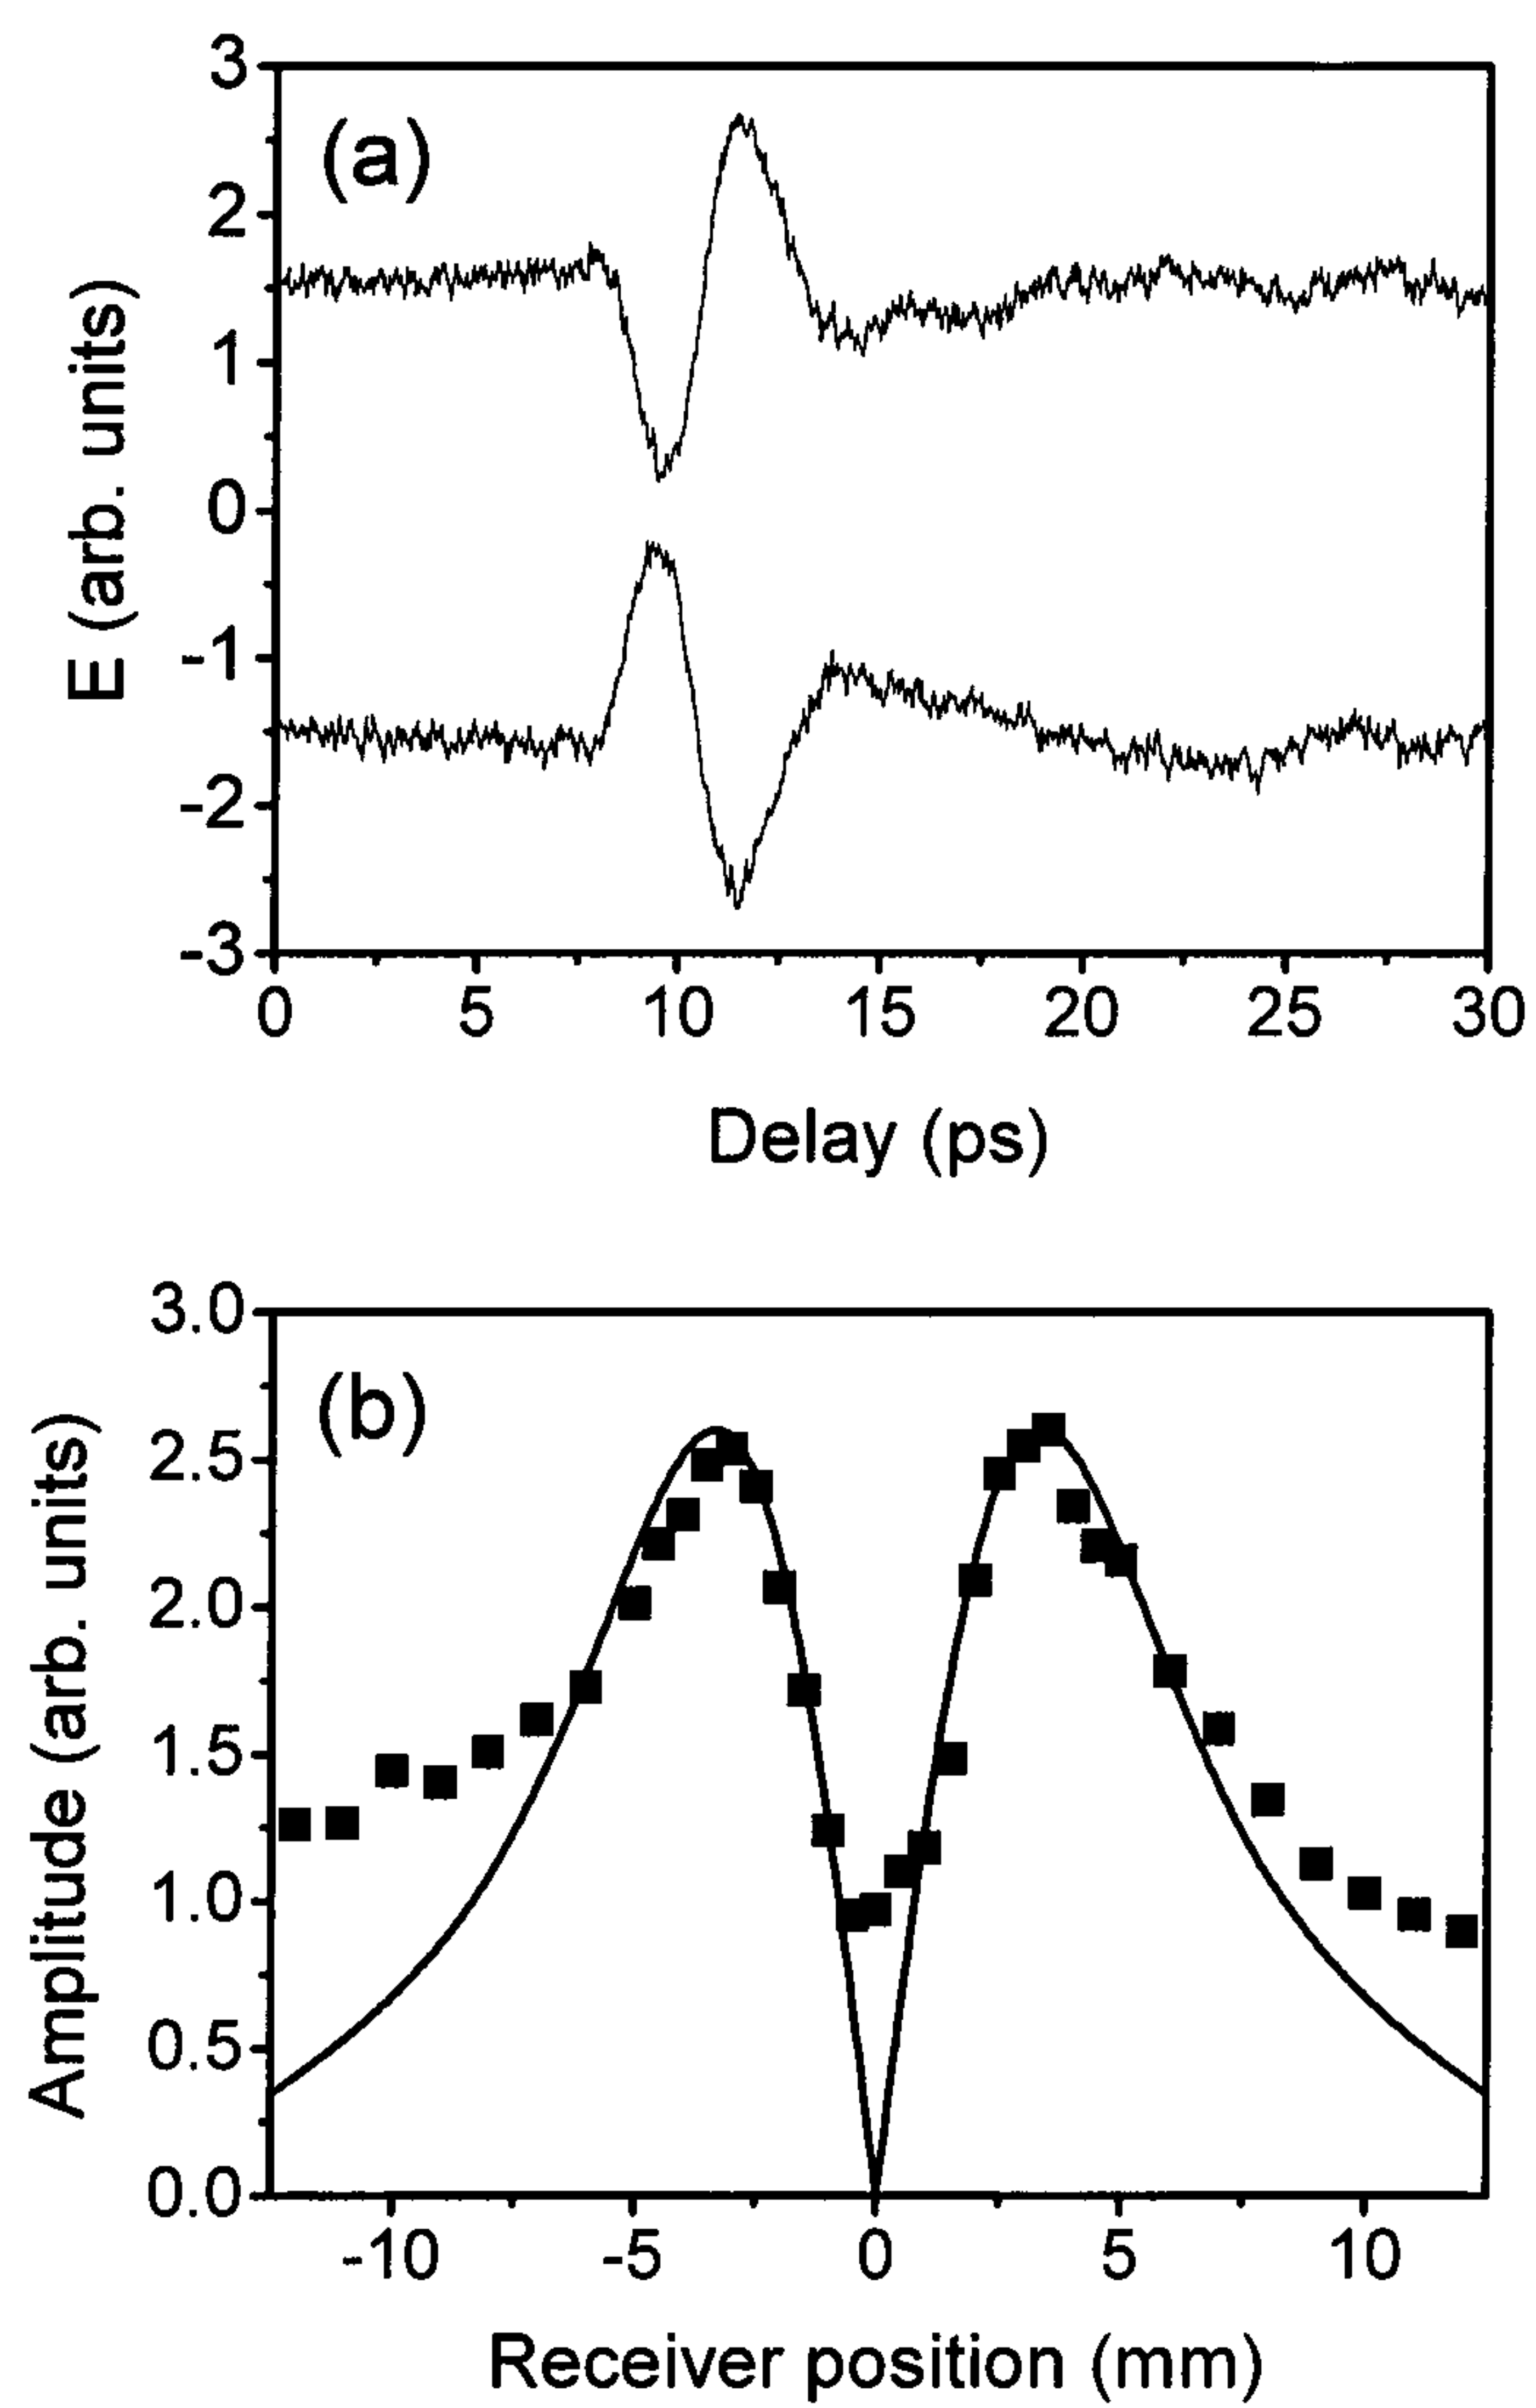 3
(a)
2
1
0
-1
-2
-3
E (arb. units)
0 5 10 15 20 25 30
Delay (ps)
3.0
(b)
2.5
2.0
1.5
1.0
0.5
0.0
Amplitude (arb. units)
-10 -5 0 5 10
Receiver position (mm)